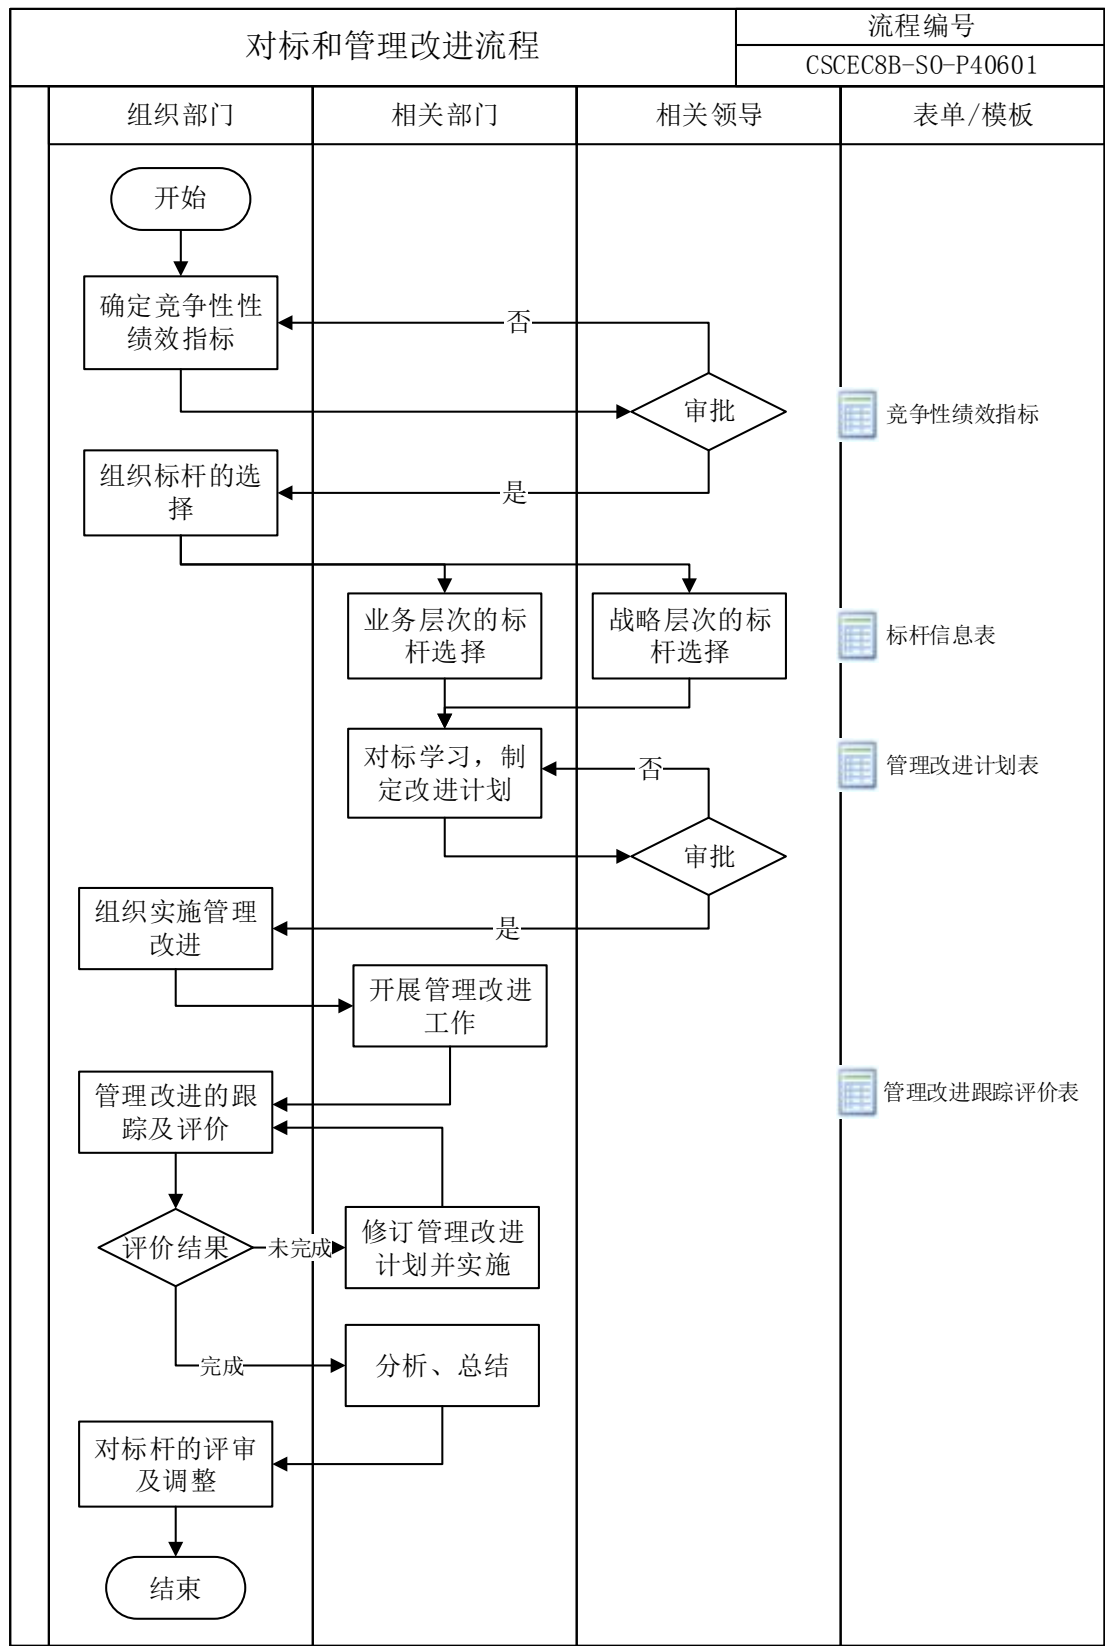 对标和管理改进流程
流程编号
CSCEC8B-SO-P40601
组织部门
相关部门
相关领导
表单/模板
开始
确定竞争性性
绩效指标
否
审批
竞争性绩效指标
组织标杆的选
择
是
业务层次的标
杆选择
战略层次的标
杆选择
标杆信息表
对标学习，制
定改进计划
否
管理改进计划表
审批
组织实施管理
改进
是
开展管理改进
工作
管理改进的跟
踪及评价
管理改进跟踪评价表
评价结果
未完成
修订管理改进
计划并实施
完成
分析、总结
对标杆的评审
及调整
结束